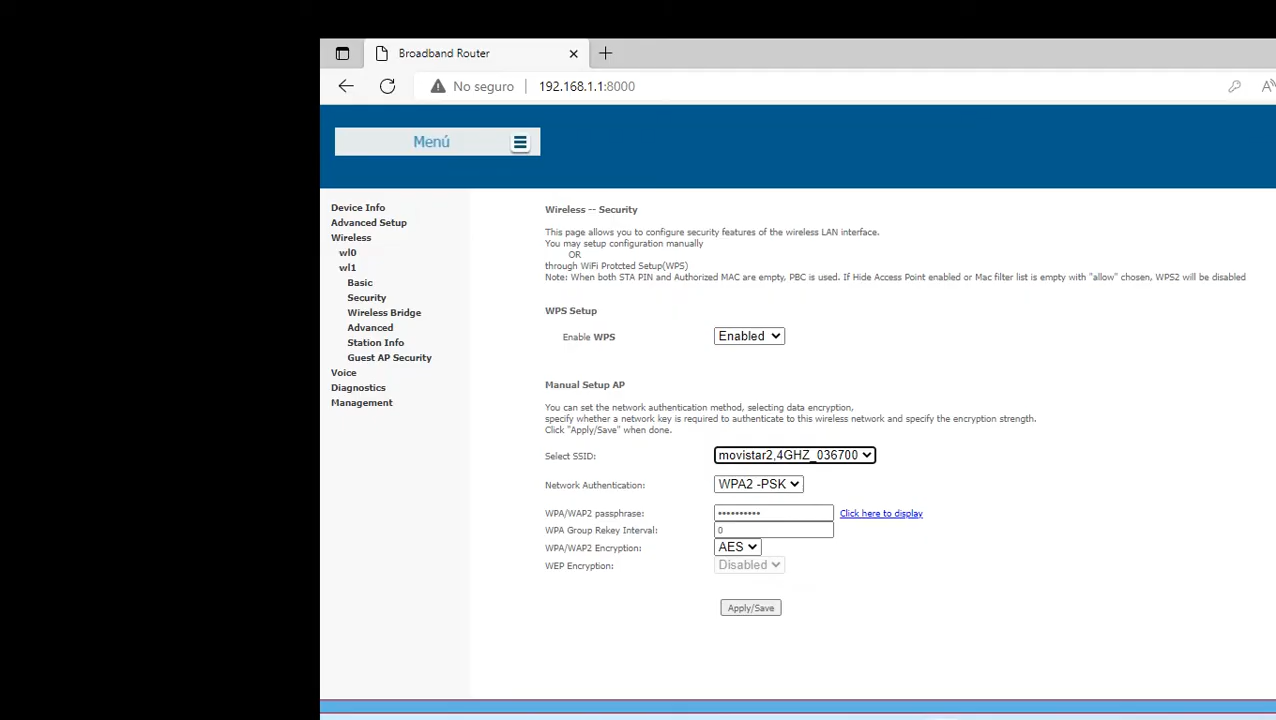 Broadband Router
No seguro
192.168.1.1:8000
Menú
Device Info
Advanced Setup
Wireless
wl0
wl1
Basic
Security
Wireless Bridge
Advanced
Station Info
Guest AP Security
Voice
Diagnostics
Management
Wireless -- Security
This page allows you to configure security features of the wireless LAN interface.
You may setup configuration manually
OR
through WiFi Protcted Setup(WPS)
Note: When both STA PIN and Authorized MAC are empty, PBC is used. If Hide Access Point enabled or Mac filter list is empty with "allow" chosen, WPS2 will be disabled
WPS Setup
Enable WPS Enabled
Manual Setup AP
You can set the network authentication method, selecting data encryption,
specify whether a network key is required to authenticate to this wireless network and specify the encryption strength.
Click "Apply/Save" when done.
Select SSID: movistar2,4GHZ_036700
Network Authentication: WPA2 -PSK
WPA/WAP2 passphrase: •••••••••• Click here to display
WPA Group Rekey Interval: 0
WPA/WAP2 Encryption: AES
WEP Encryption: Disabled
Apply/Save